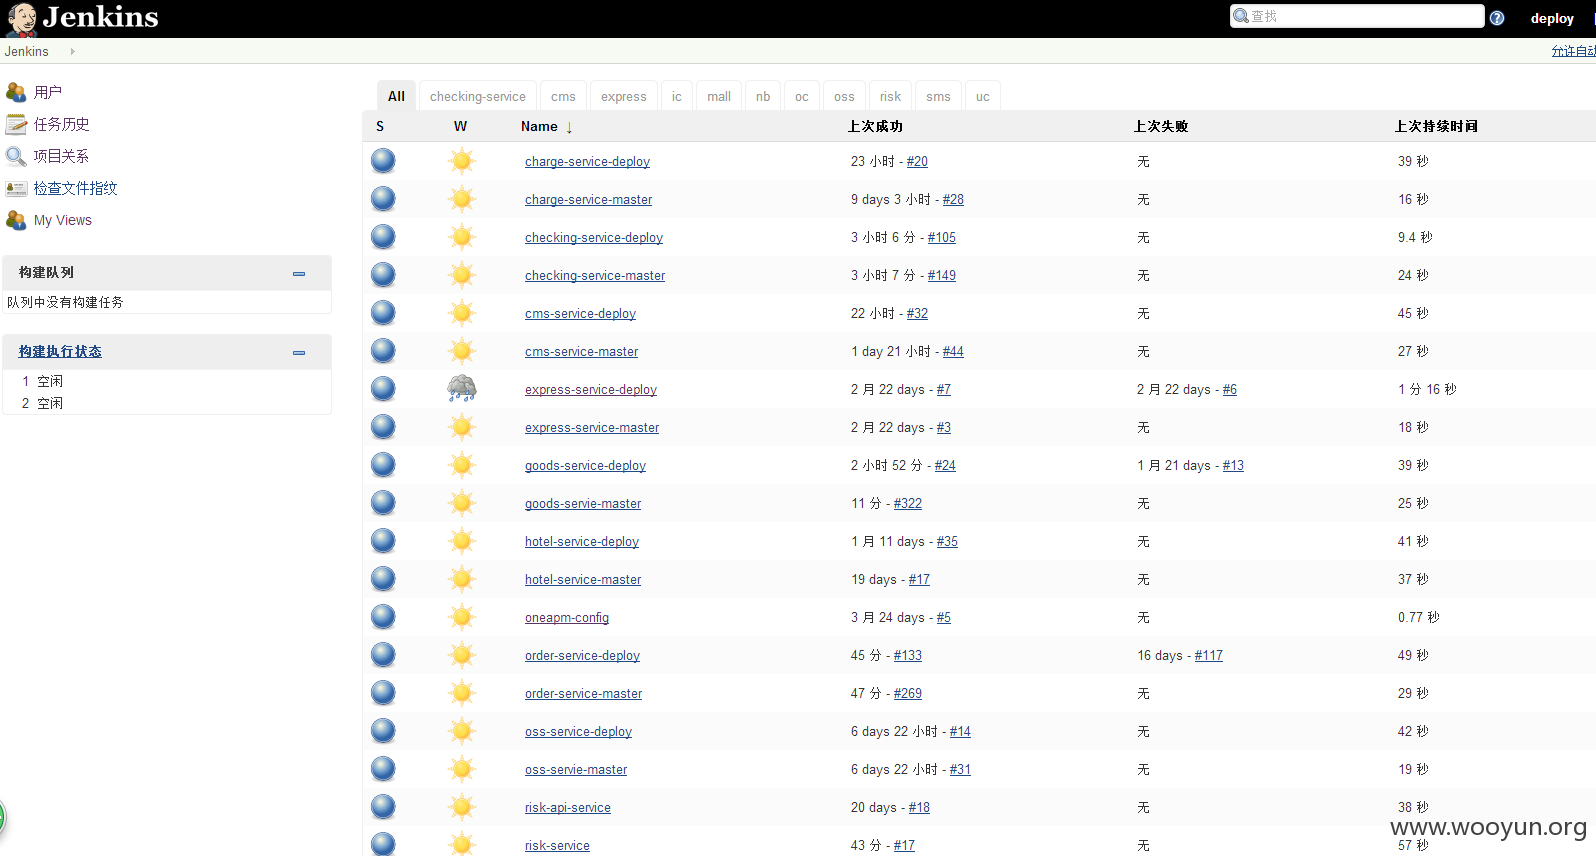 Jenkins
查找
deploy
Jenkins
允许自动
用户
任务历史
项目关系
检查文件指纹
My Views
构建队列
队列中没有构建任务
构建执行状态
1 空闲
2 空闲
All checking-service cms express ic mall nb oc oss risk sms uc
S W Name ↓ 上次成功 上次失败 上次持续时间
charge-service-deploy 23 小时 - #20 无 39 秒
charge-service-master 9 days 3 小时 - #28 无 16 秒
checking-service-deploy 3 小时 6 分 - #105 无 9.4 秒
checking-service-master 3 小时 7 分 - #149 无 24 秒
cms-service-deploy 22 小时 - #32 无 45 秒
cms-service-master 1 day 21 小时 - #44 无 27 秒
express-service-deploy 2 月 22 days - #7 2 月 22 days - #6 1 分 16 秒
express-service-master 2 月 22 days - #3 无 18 秒
goods-service-deploy 2 小时 52 分 - #24 1 月 21 days - #13 39 秒
goods-servie-master 11 分 - #322 无 25 秒
hotel-service-deploy 1 月 11 days - #35 无 41 秒
hotel-service-master 19 days - #17 无 37 秒
oneapm-config 3 月 24 days - #5 无 0.77 秒
order-service-deploy 45 分 - #133 16 days - #117 49 秒
order-service-master 47 分 - #269 无 29 秒
oss-service-deploy 6 days 22 小时 - #14 无 42 秒
oss-servie-master 6 days 22 小时 - #31 无 19 秒
risk-api-service 20 days - #18 无 38 秒
risk-service 43 分 - #17 无 57 秒
www.wooyun.org